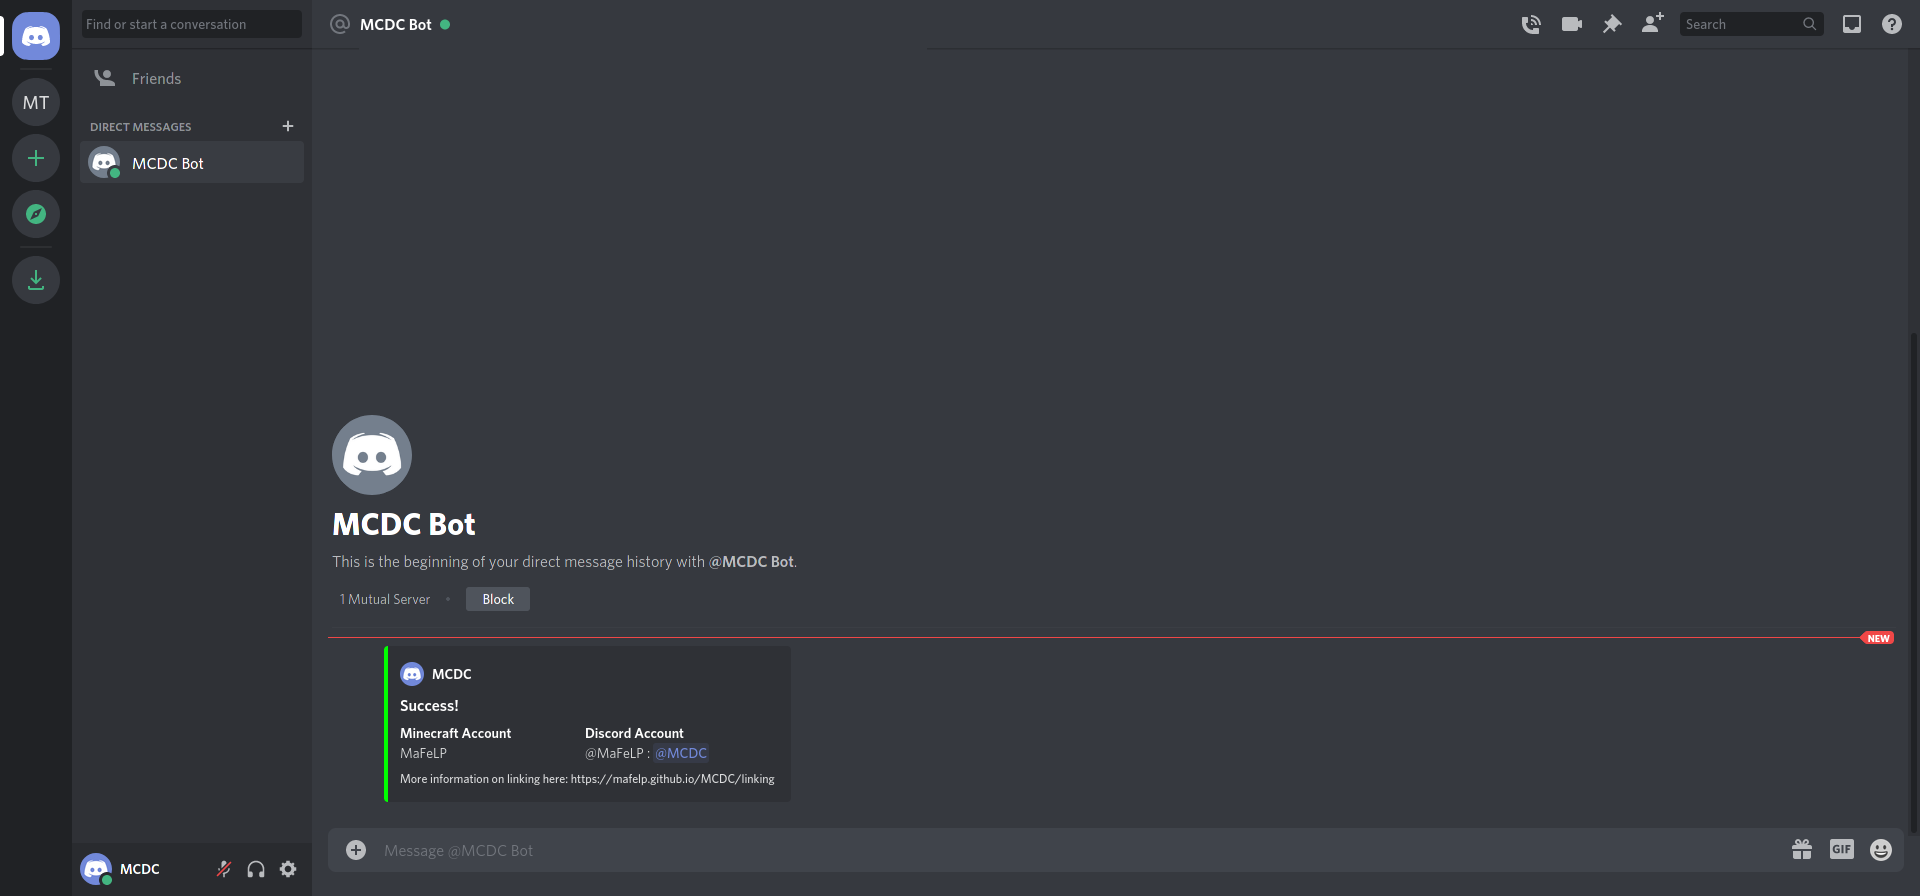 Find or start a conversation
MCDC Bot
Search
MT
Friends
DIRECT MESSAGES
MCDC Bot
MCDC Bot
This is the beginning of your direct message history with @MCDC Bot.
1 Mutual Server
Block
NEW
MCDC
Success!
Minecraft Account Discord Account
MaFeLP @MaFeLP : @MCDC
More information on linking here: https://mafelp.github.io/MCDC/linking
Message @MCDC Bot
GIF
MCDC